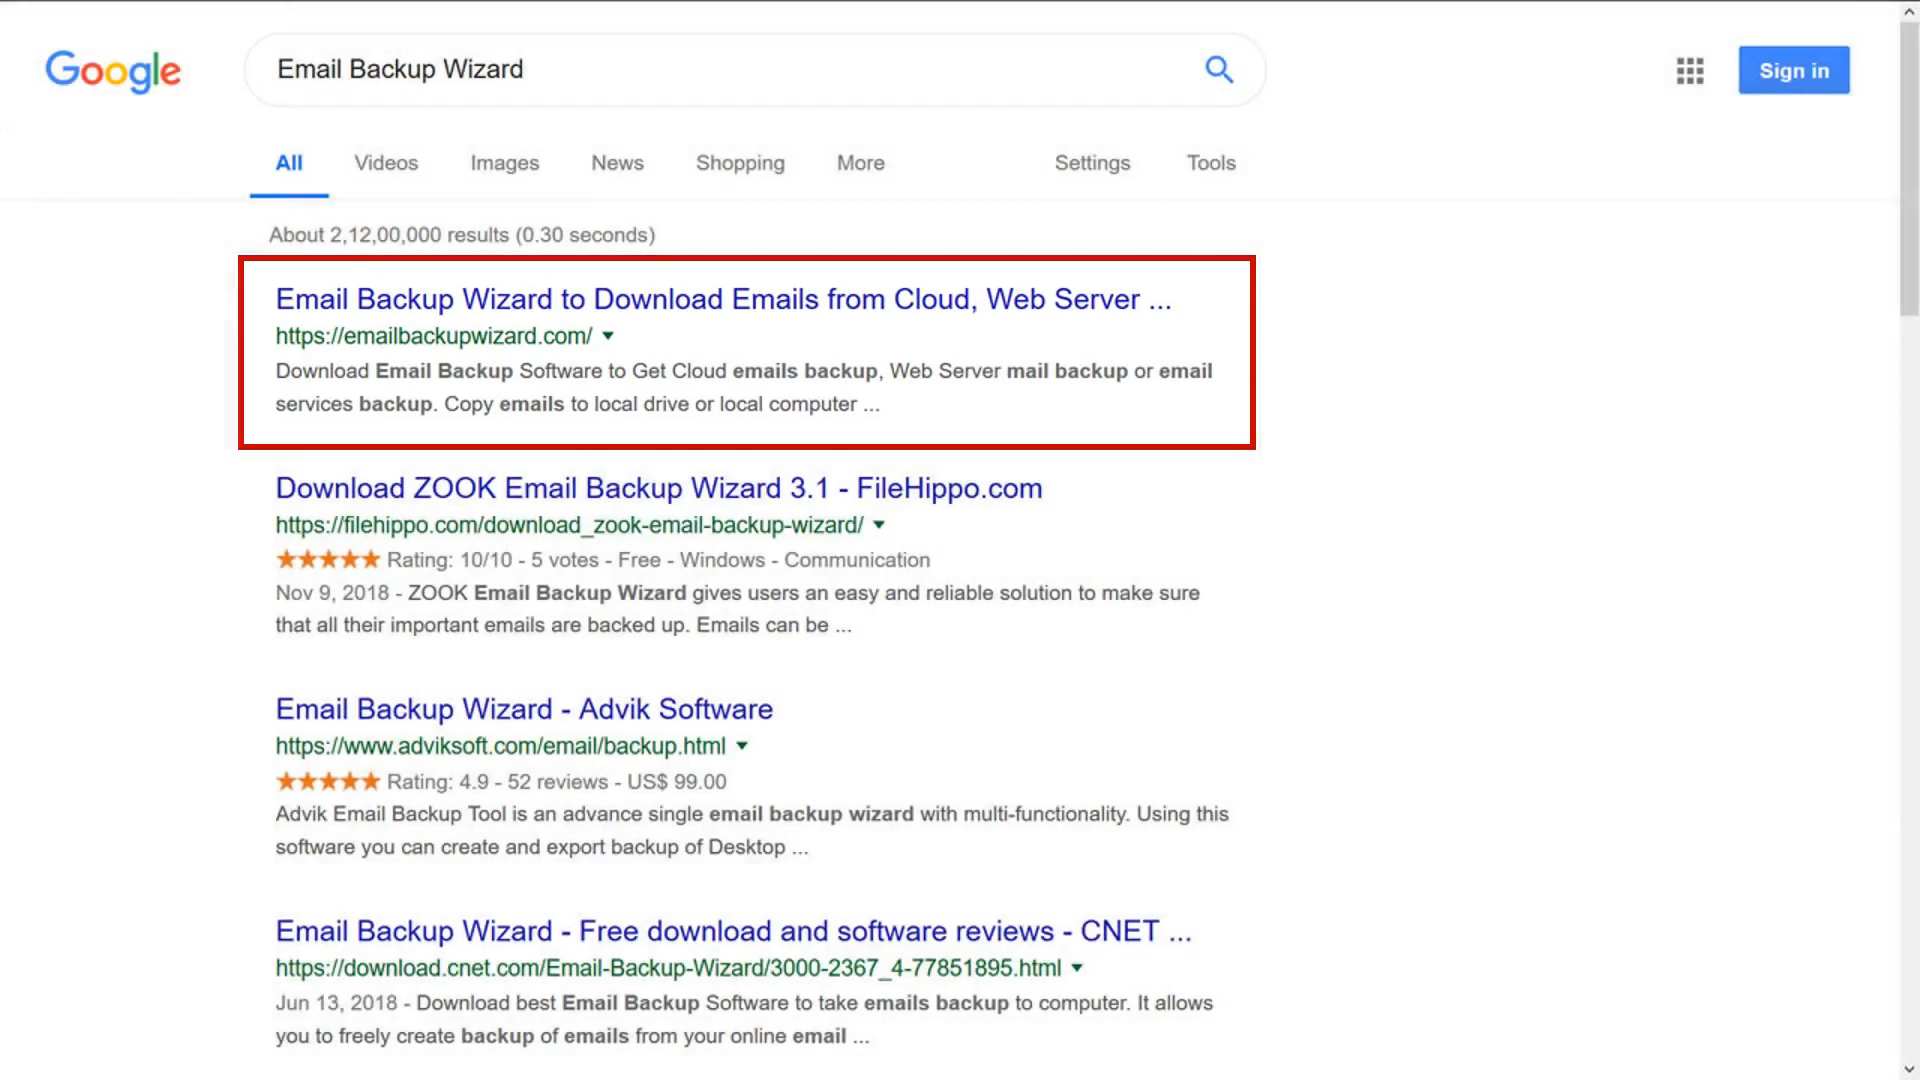 Google
Email Backup Wizard
Sign in
All Videos Images News Shopping More Settings Tools
About 2,12,00,000 results (0.30 seconds)
Email Backup Wizard to Download Emails from Cloud, Web Server ...
https://emailbackupwizard.com/
Download Email Backup Software to Get Cloud emails backup, Web Server mail backup or email
services backup. Copy emails to local drive or local computer ...
Download ZOOK Email Backup Wizard 3.1 - FileHippo.com
https://filehippo.com/download_zook-email-backup-wizard/
Rating: 10/10 - 5 votes - Free - Windows - Communication
Nov 9, 2018 - ZOOK Email Backup Wizard gives users an easy and reliable solution to make sure
that all their important emails are backed up. Emails can be ...
Email Backup Wizard - Advik Software
https://www.adviksoft.com/email/backup.html
Rating: 4.9 - 52 reviews - US$ 99.00
Advik Email Backup Tool is an advance single email backup wizard with multi-functionality. Using this
software you can create and export backup of Desktop ...
Email Backup Wizard - Free download and software reviews - CNET ...
https://download.cnet.com/Email-Backup-Wizard/3000-2367_4-77851895.html
Jun 13, 2018 - Download best Email Backup Software to take emails backup to computer. It allows
you to freely create backup of emails from your online email ...